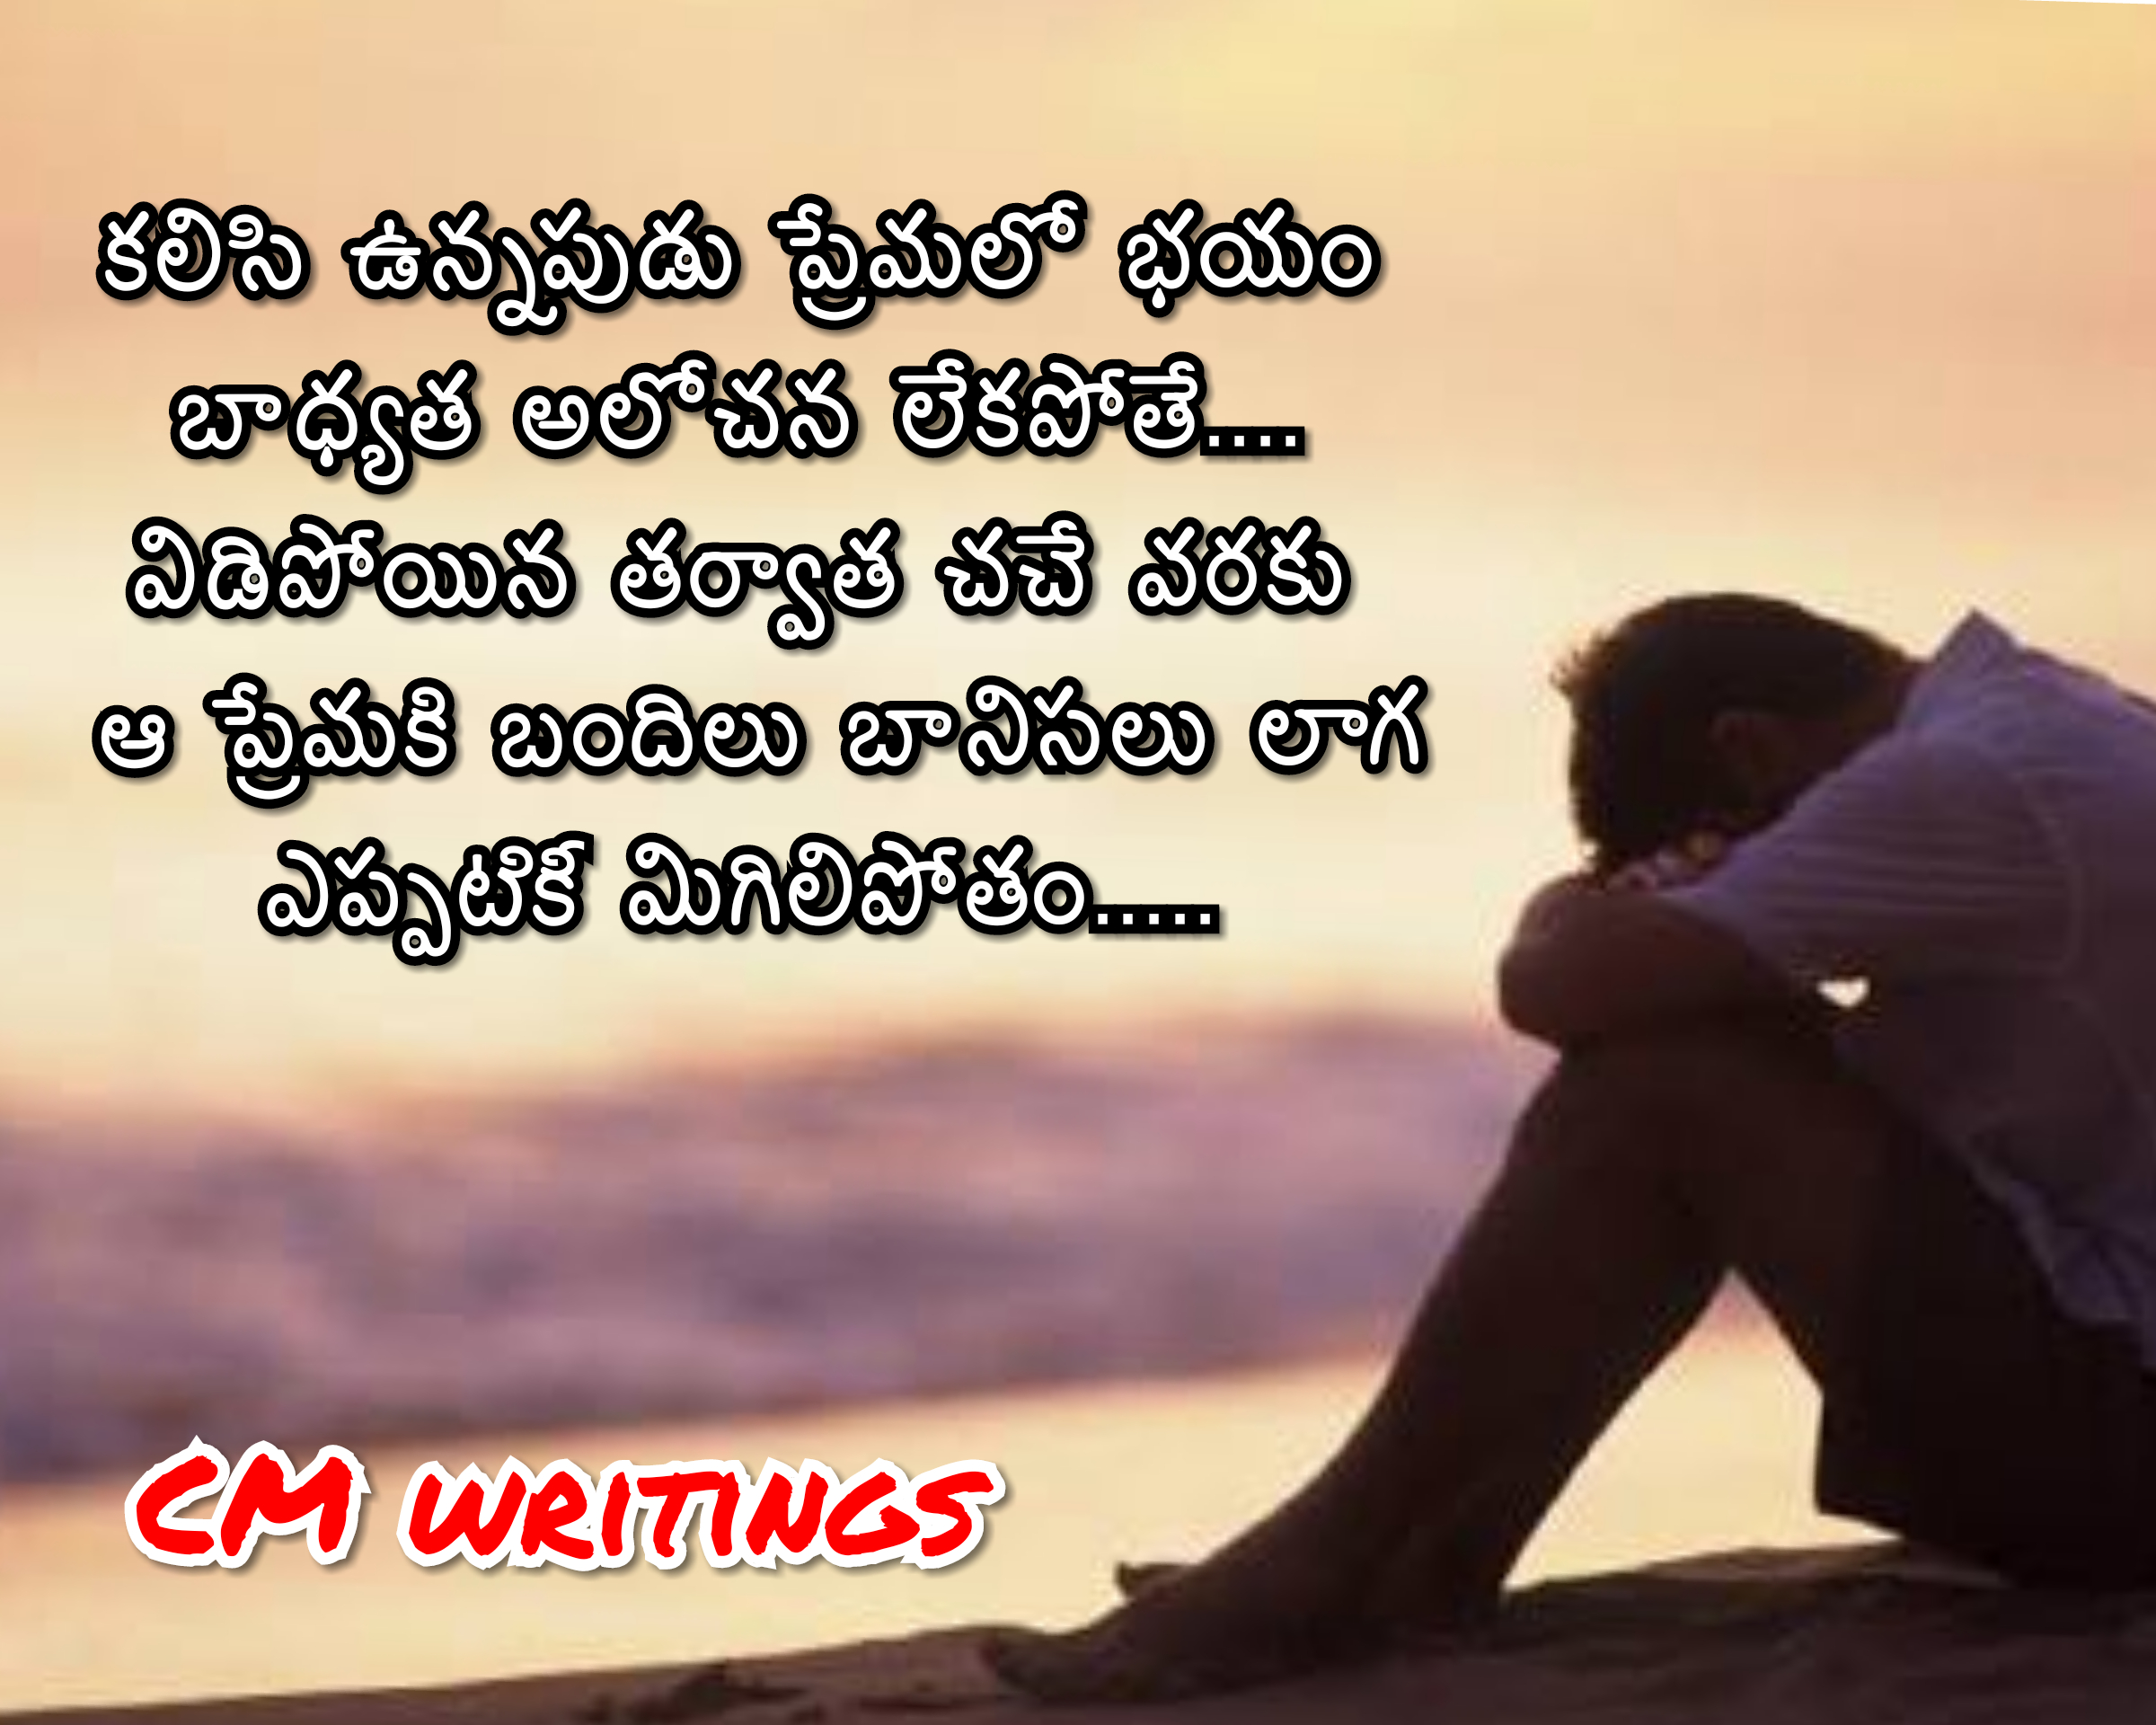 కలిసి ఉన్నపుడు ప్రేమలో భయం
బాధ్యత అలోచన లేకపోతే....
విడిపోయిన తర్వాత చచే వరకు
ఆ ప్రేమకి బందిలు బానిసలు లాగ
ఎప్పటికే మిగిలిపోతం.....
CM WRITINGS